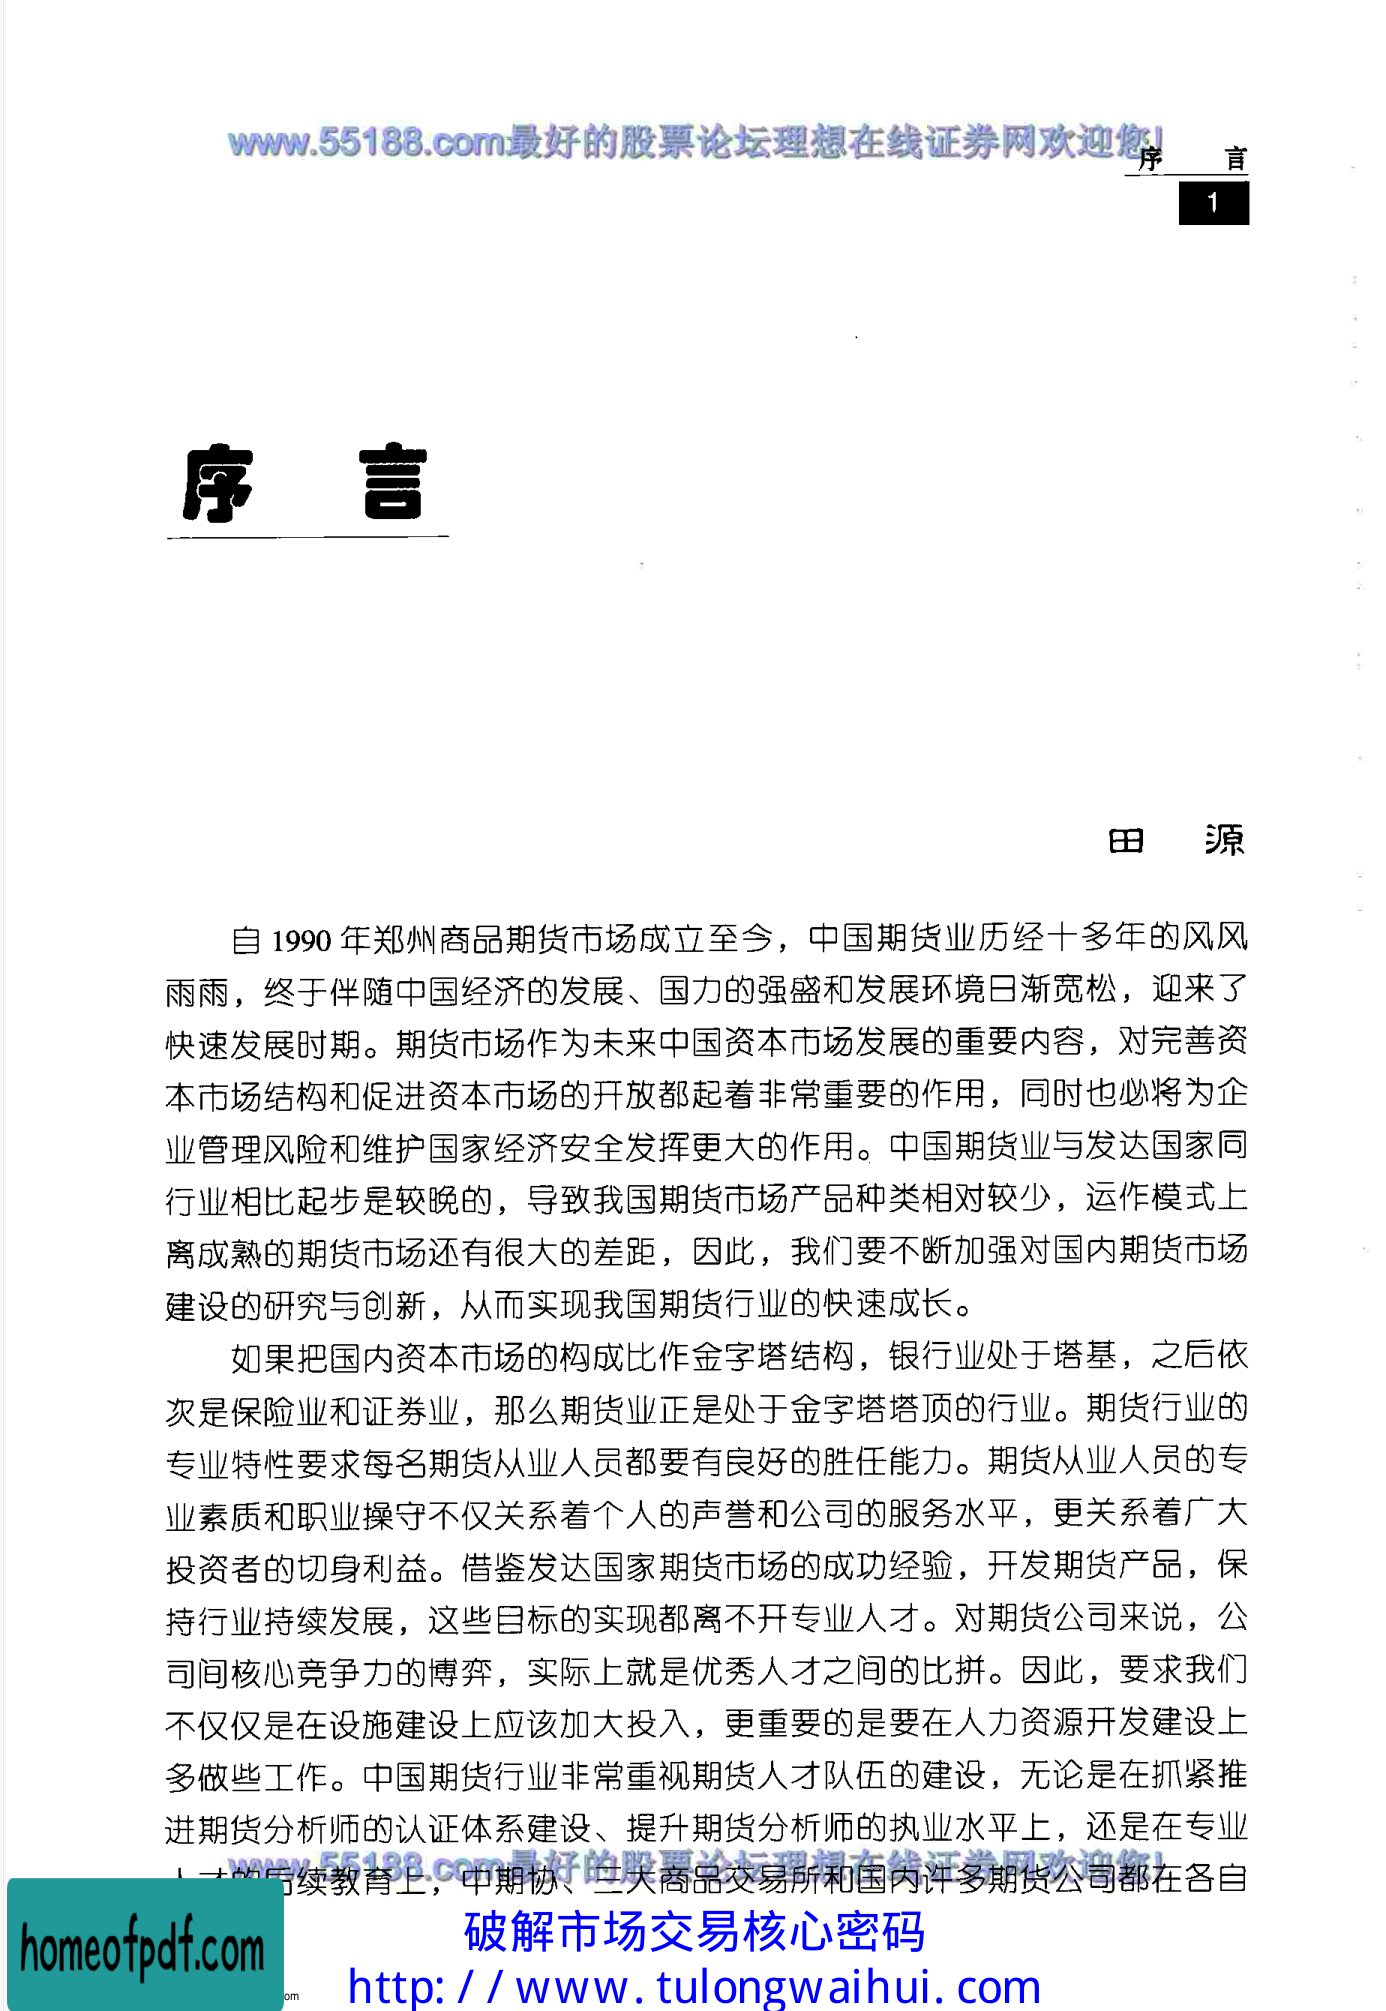 www.55188.com最好的股票论坛理想在线证券网欢迎您!
序 言
1
序 言
田 源
自1990年郑州商品期货市场成立至今，中国期货业历经十多年的风风
雨雨，终于伴随中国经济的发展、国力的强盛和发展环境日渐宽松，迎来了
快速发展时期。期货市场作为未来中国资本市场发展的重要内容，对完善资
本市场结构和促进资本市场的开放都起着非常重要的作用，同时也必将为企
业管理风险和维护国家经济安全发挥更大的作用。中国期货业与发达国家同
行业相比起步是较晚的，导致我国期货市场产品种类相对较少，运作模式上
离成熟的期货市场还有很大的差距，因此，我们要不断加强对国内期货市场
建设的研究与创新，从而实现我国期货行业的快速成长。
如果把国内资本市场的构成比作金字塔结构，银行业处于塔基，之后依
次是保险业和证券业，那么期货业正是处于金字塔塔顶的行业。期货行业的
专业特性要求每名期货从业人员都要有良好的胜任能力。期货从业人员的专
业素质和职业操守不仅关系着个人的声誉和公司的服务水平，更关系着广大
投资者的切身利益。借鉴发达国家期货市场的成功经验，开发期货产品，保
持行业持续发展，这些目标的实现都离不开专业人才。对期货公司来说，公
司间核心竞争力的博弈，实际上就是优秀人才之间的比拼。因此，要求我们
不仅仅是在设施建设上应该加大投入，更重要的是要在人力资源开发建设上
多做些工作。中国期货行业非常重视期货人才队伍的建设，无论是在抓紧推
进期货分析师的认证体系建设、提升期货分析师的执业水平上，还是在专业
人才的后续教育上，中期协、三大商品交易所和国内许多期货公司都在各自
www.55188.com最好的股票论坛理想在线证券网欢迎您!
破解市场交易核心密码
homeofpdf.com
http://www.tulongwaihui.com
om